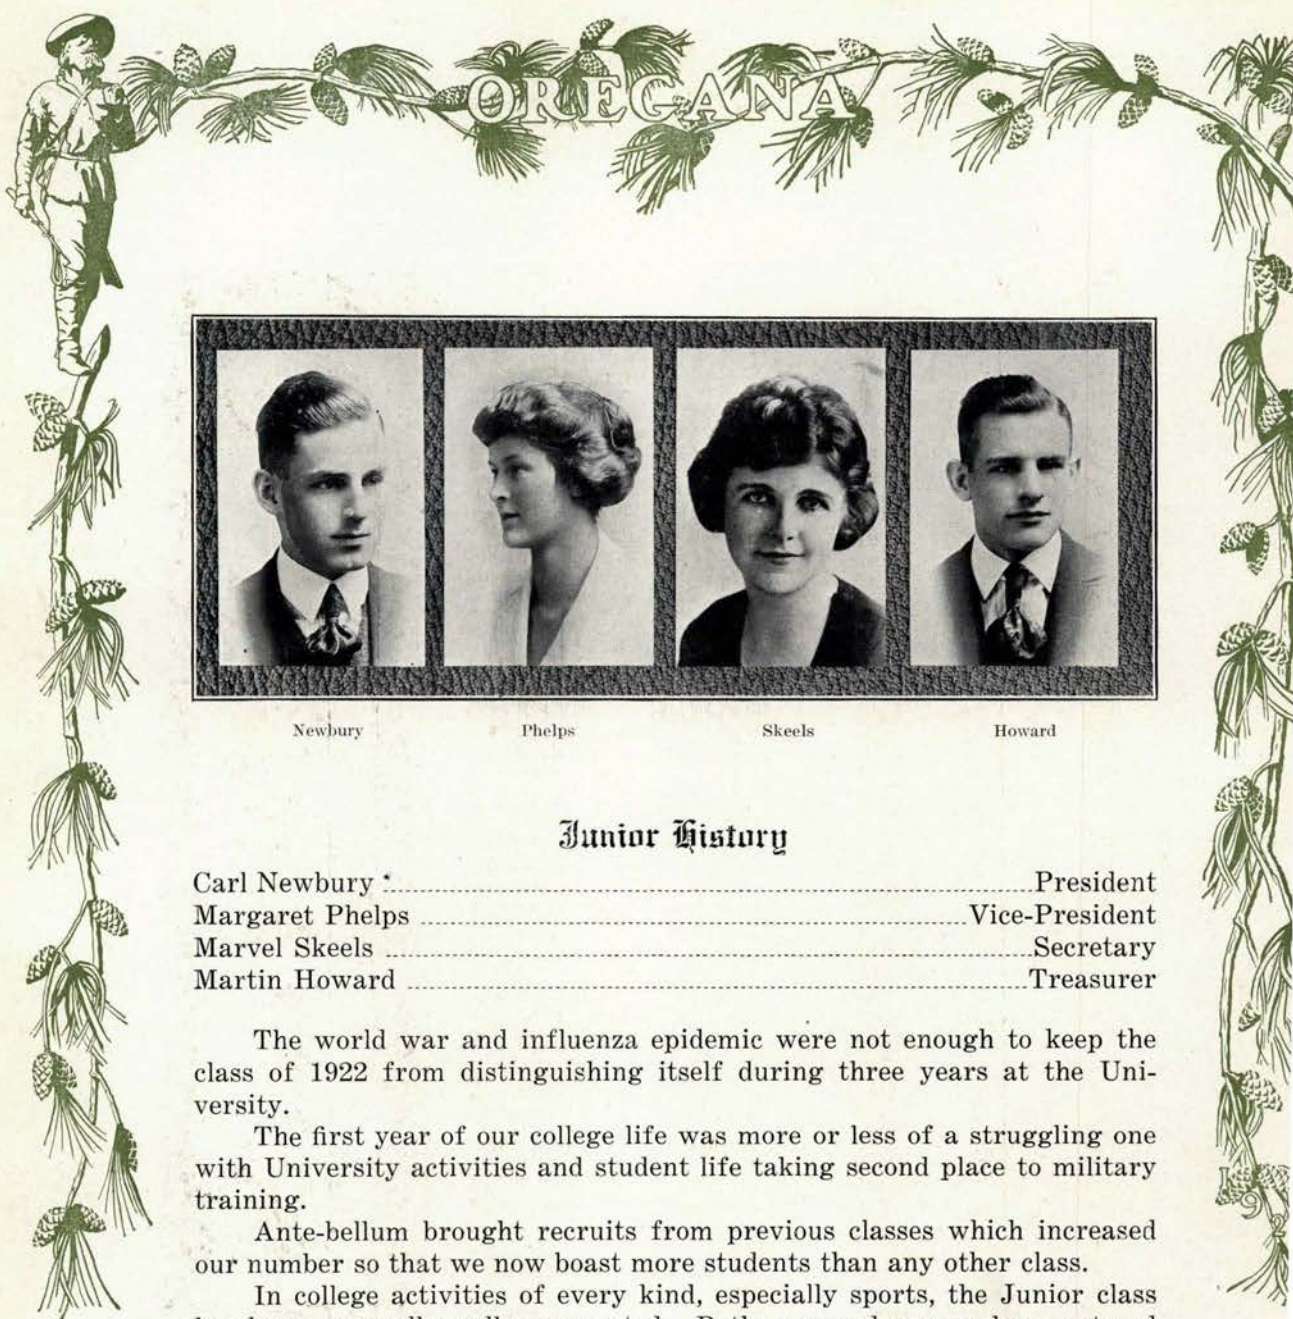 OREGANA
Newbury Phelps Skeels Howard
Junior History
Carl Newbury President
Margaret Phelps Vice-President
Marvel Skeels Secretary
Martin Howard Treasurer
The world war and influenza epidemic were not enough to keep the
class of 1922 from distinguishing itself during three years at the Uni-
versity.
The first year of our college life was more or less of a struggling one
with University activities and student life taking second place to military
training.
Ante-bellum brought recruits from previous classes which increased
our number so that we now boast more students than any other class.
In college activities of every kind, especially sports, the Junior class
192